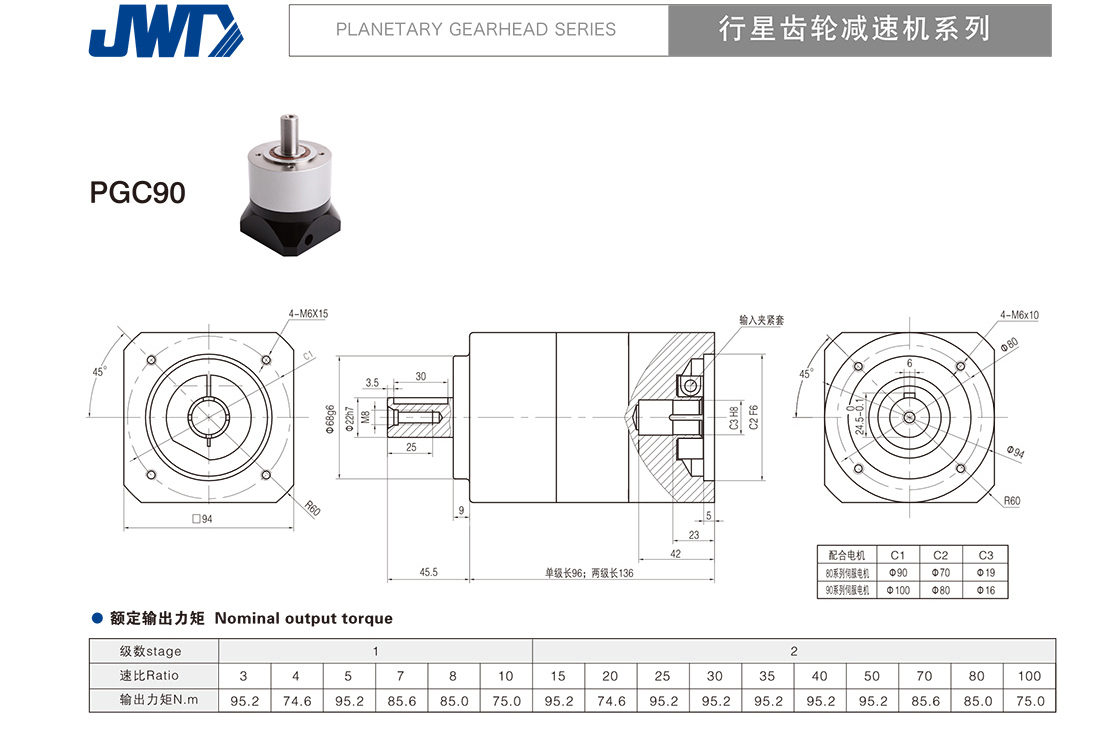 JWT
PLANETARY GEARHEAD SERIES
行星齿轮减速机系列
PGC90
4-M6X15
C1
45°
R60
□94
输入夹紧套
3.5
30
Φ68g6
Φ22h7
M8
25
C3 H8
C2 F6
9
5
23
42
45.5
单级长96；两级长136
4-M6x10
Φ80
6
45°
0
24.5-0.1
Φ94
R60
配合电机 C1 C2 C3
80系列伺服电机 Φ90 Φ70 Φ19
90系列伺服电机 Φ100 Φ80 Φ16
额定输出力矩 Nominal output torque
级数stage 1 2
速比Ratio 3 4 5 7 8 10 15 20 25 30 35 40 50 70 80 100
输出力矩N.m 95.2 74.6 95.2 85.6 85.0 75.0 95.2 74.6 95.2 95.2 95.2 95.2 95.2 85.6 85.0 75.0